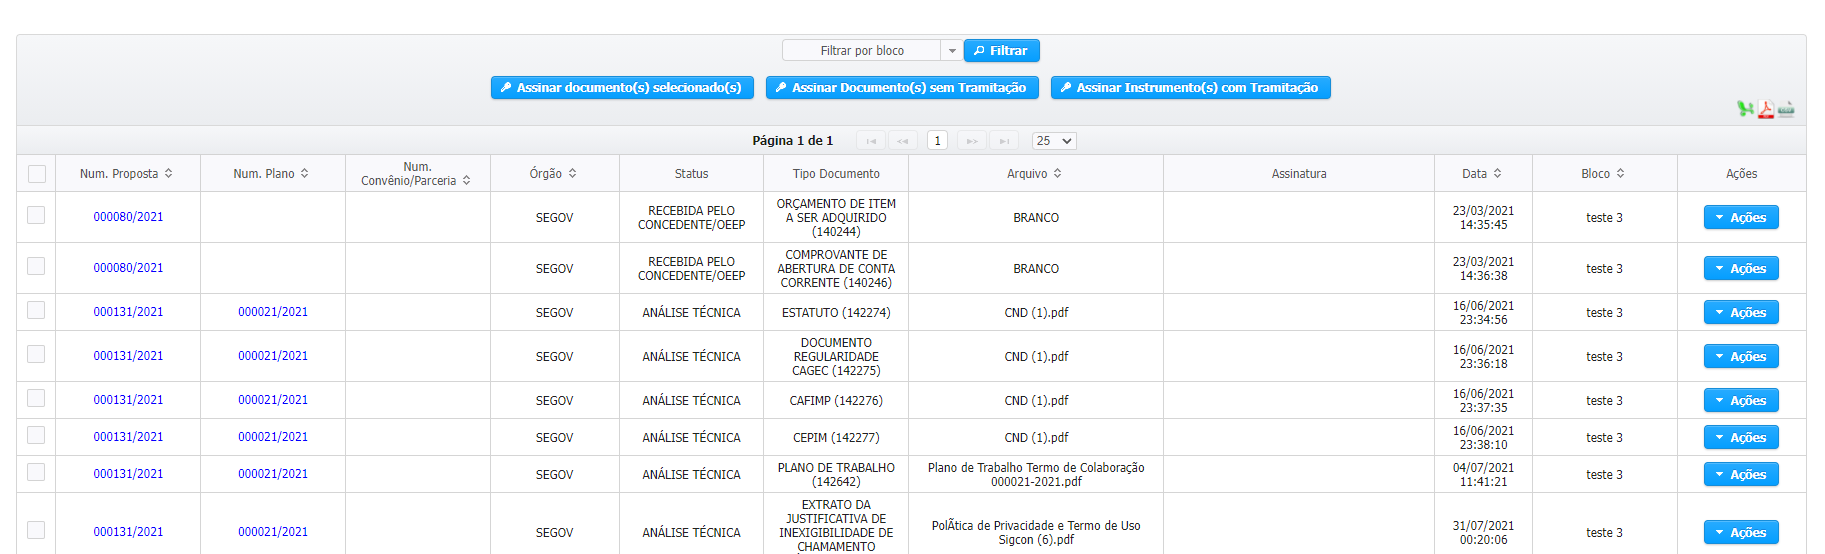 Filtrar por bloco
Filtrar
Assinar documento(s) selecionado(s)
Assinar Documento(s) sem Tramitação
Assinar Instrumento(s) com Tramitação
Página 1 de 1
1
25
Num. Proposta
Num. Plano
Num.
Convênio/Parceria
Órgão
Status
Tipo Documento
Arquivo
Assinatura
Data
Bloco
Ações
000080/2021
SEGOV
RECEBIDA PELO
CONCEDENTE/OEEP
ORÇAMENTO DE ITEM
A SER ADQUIRIDO
(140244)
BRANCO
23/03/2021
14:35:45
teste 3
Ações
000080/2021
SEGOV
RECEBIDA PELO
CONCEDENTE/OEEP
COMPROVANTE DE
ABERTURA DE CONTA
CORRENTE (140246)
BRANCO
23/03/2021
14:36:38
teste 3
Ações
000131/2021
000021/2021
SEGOV
ANÁLISE TÉCNICA
ESTATUTO (142274)
CND (1).pdf
16/06/2021
23:34:56
teste 3
Ações
000131/2021
000021/2021
SEGOV
ANÁLISE TÉCNICA
DOCUMENTO
REGULARIDADE
CAGEC (142275)
CND (1).pdf
16/06/2021
23:36:18
teste 3
Ações
000131/2021
000021/2021
SEGOV
ANÁLISE TÉCNICA
CAFIMP (142276)
CND (1).pdf
16/06/2021
23:37:35
teste 3
Ações
000131/2021
000021/2021
SEGOV
ANÁLISE TÉCNICA
CEPIM (142277)
CND (1).pdf
16/06/2021
23:38:10
teste 3
Ações
000131/2021
000021/2021
SEGOV
ANÁLISE TÉCNICA
PLANO DE TRABALHO
(142642)
Plano de Trabalho Termo de Colaboração
000021-2021.pdf
04/07/2021
11:41:21
teste 3
Ações
000131/2021
000021/2021
SEGOV
ANÁLISE TÉCNICA
EXTRATO DA
JUSTIFICATIVA DE
INEXIGIBILIDADE DE
CHAMAMENTO
PolÃtica de Privacidade e Termo de Uso
Sigcon (6).pdf
31/07/2021
00:20:06
teste 3
Ações